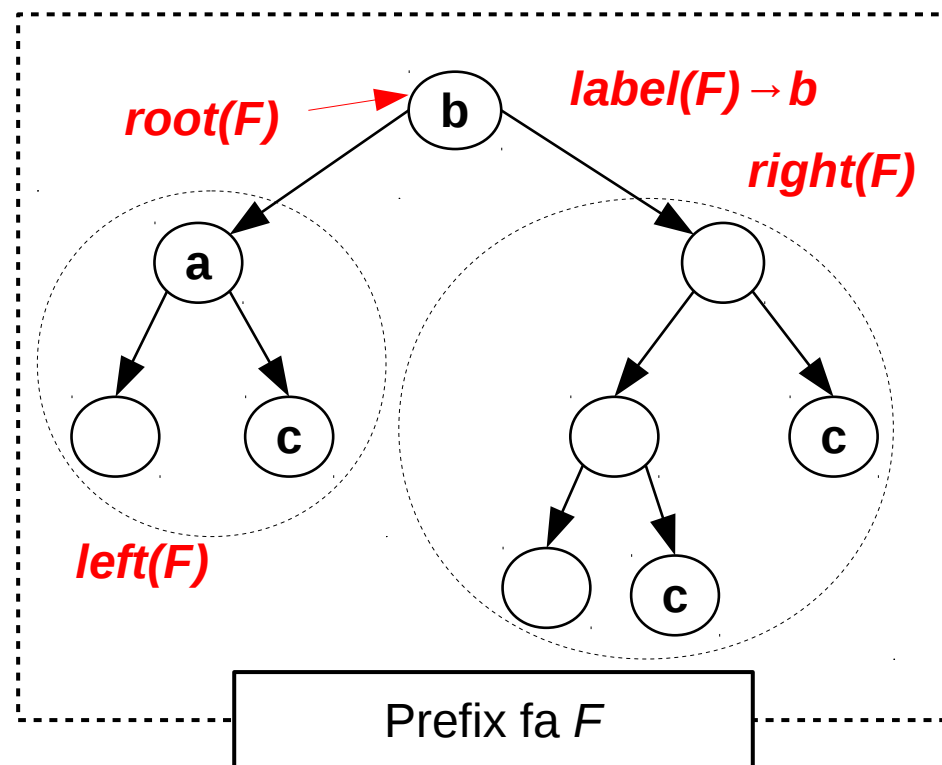 root(F)
b
label(F)→b
right(F)
a
c
c
left(F)
c
Prefix fa F